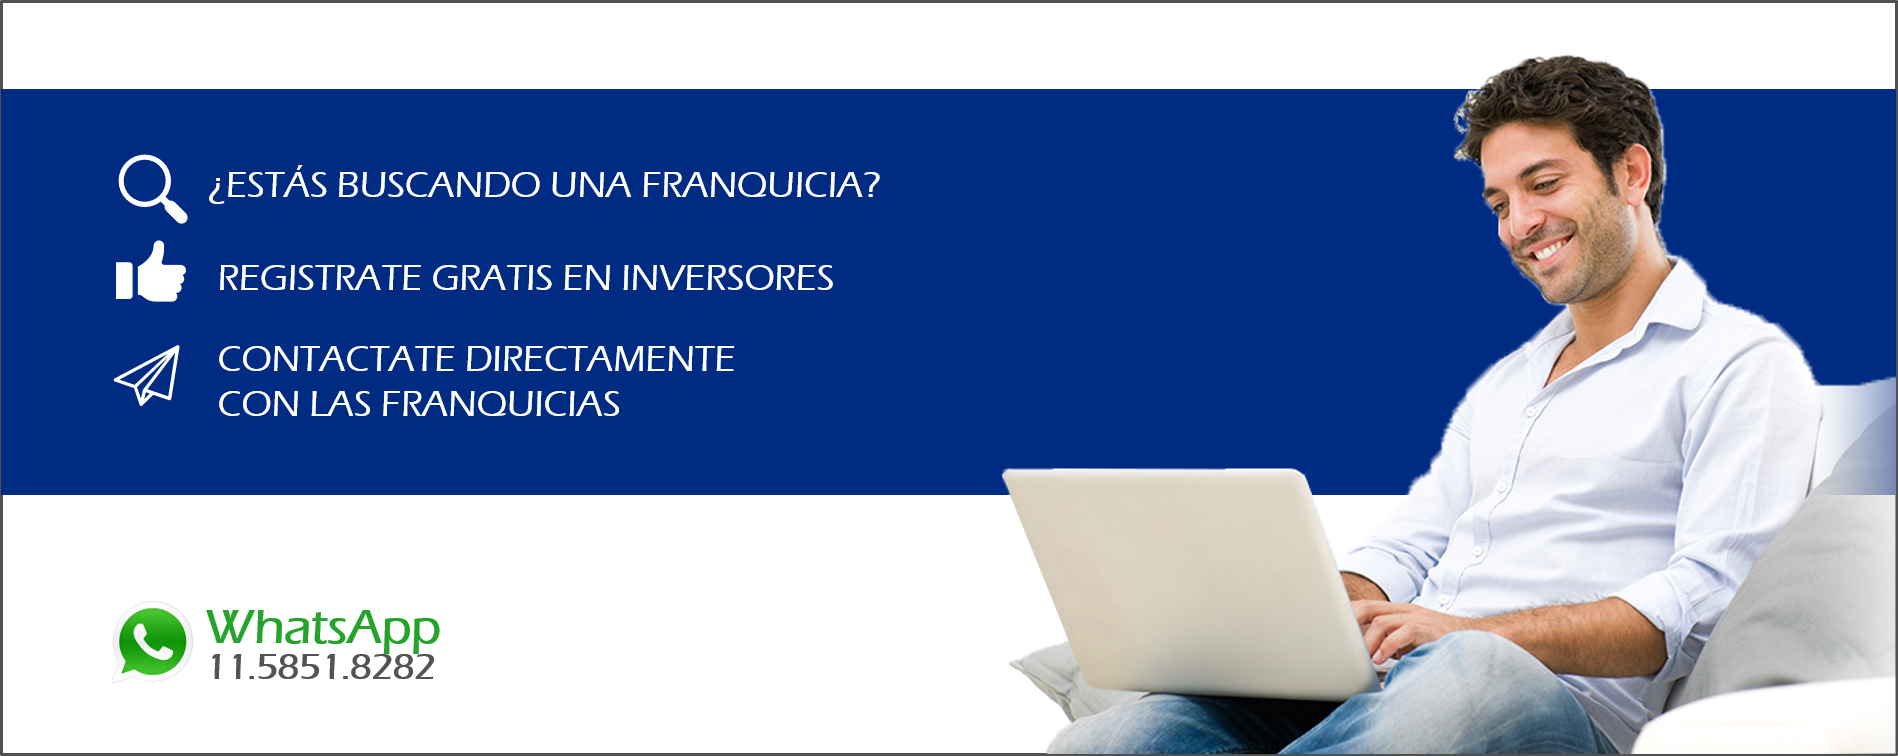 ¿ESTÁS BUSCANDO UNA FRANQUICIA?
REGISTRATE GRATIS EN INVERSORES
CONTACTATE DIRECTAMENTE
CON LAS FRANQUICIAS
WhatsApp
11.5851.8282